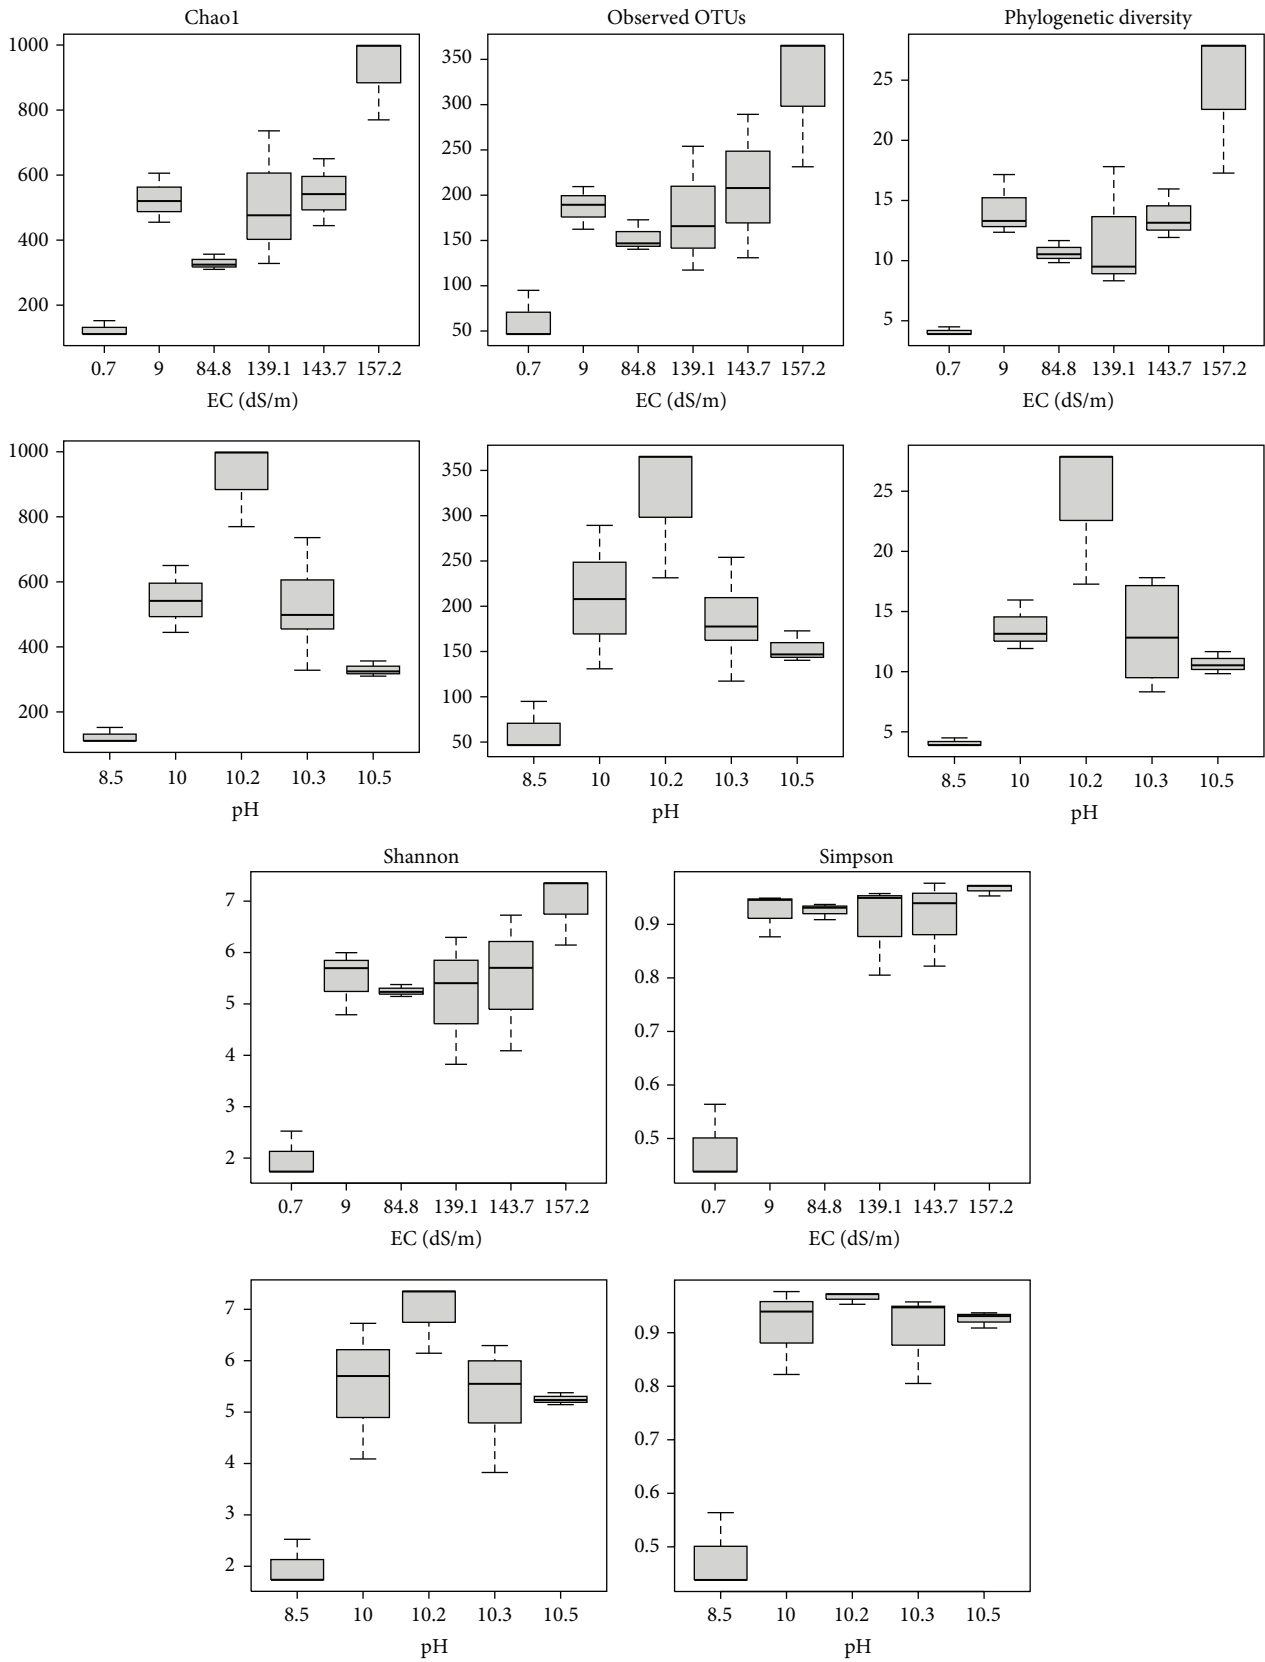 Chao1 Observed OTUs Phylogenetic diversity
1000
800
600
400
200
0.7 9 84.8 139.1 143.7 157.2
EC (dS/m)
350
300
250
200
150
100
50
0.7 9 84.8 139.1 143.7 157.2
EC (dS/m)
25
20
15
10
5
0.7 9 84.8 139.1 143.7 157.2
EC (dS/m)
1000
800
600
400
200
8.5 10 10.2 10.3 10.5
pH
350
300
250
200
150
100
50
8.5 10 10.2 10.3 10.5
pH
25
20
15
10
5
8.5 10 10.2 10.3 10.5
pH
Shannon
7
6
5
4
3
2
0.7 9 84.8 139.1 143.7 157.2
EC (dS/m)
Simpson
0.9
0.8
0.7
0.6
0.5
0.7 9 84.8 139.1 143.7 157.2
EC (dS/m)
7
6
5
4
3
2
8.5 10 10.2 10.3 10.5
pH
0.9
0.8
0.7
0.6
0.5
8.5 10 10.2 10.3 10.5
pH